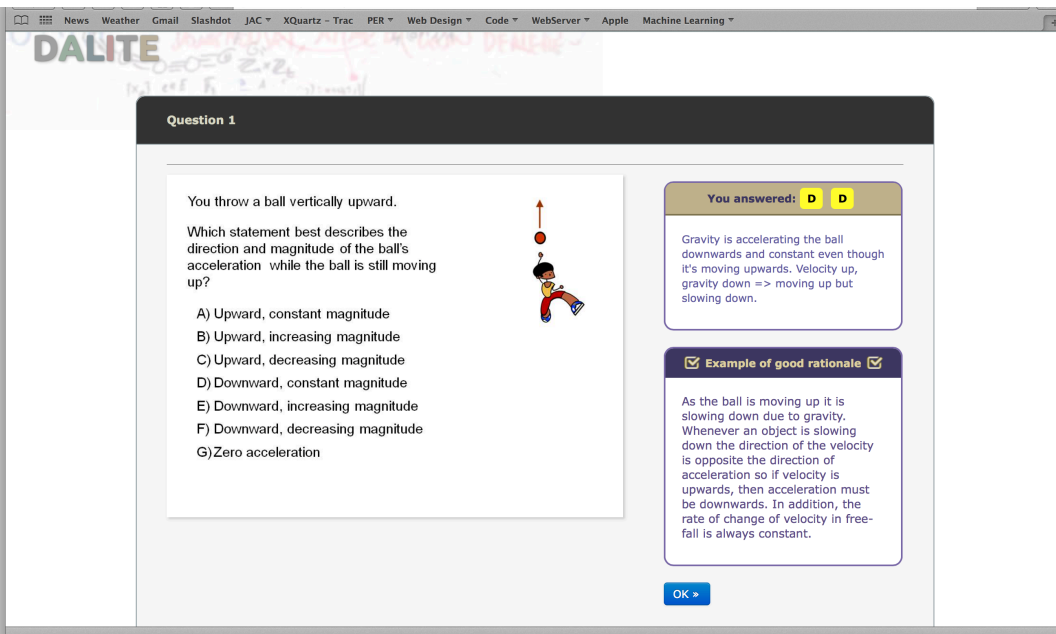 News Weather Gmail Slashdot JAC XQuartz – Trac PER Web Design Code WebServer Apple Machine Learning
DALITE
Question 1
You throw a ball vertically upward.
Which statement best describes the
direction and magnitude of the ball's
acceleration while the ball is still moving
up?
A) Upward, constant magnitude
B) Upward, increasing magnitude
C) Upward, decreasing magnitude
D) Downward, constant magnitude
E) Downward, increasing magnitude
F) Downward, decreasing magnitude
G) Zero acceleration
You answered: D D
Gravity is accelerating the ball
downwards and constant even though
it's moving upwards. Velocity up,
gravity down => moving up but
slowing down.
Example of good rationale
As the ball is moving up it is
slowing down due to gravity.
Whenever an object is slowing
down the direction of the velocity
is opposite the direction of
acceleration so if velocity is
upwards, then acceleration must
be downwards. In addition, the
rate of change of velocity in free-
fall is always constant.
OK »